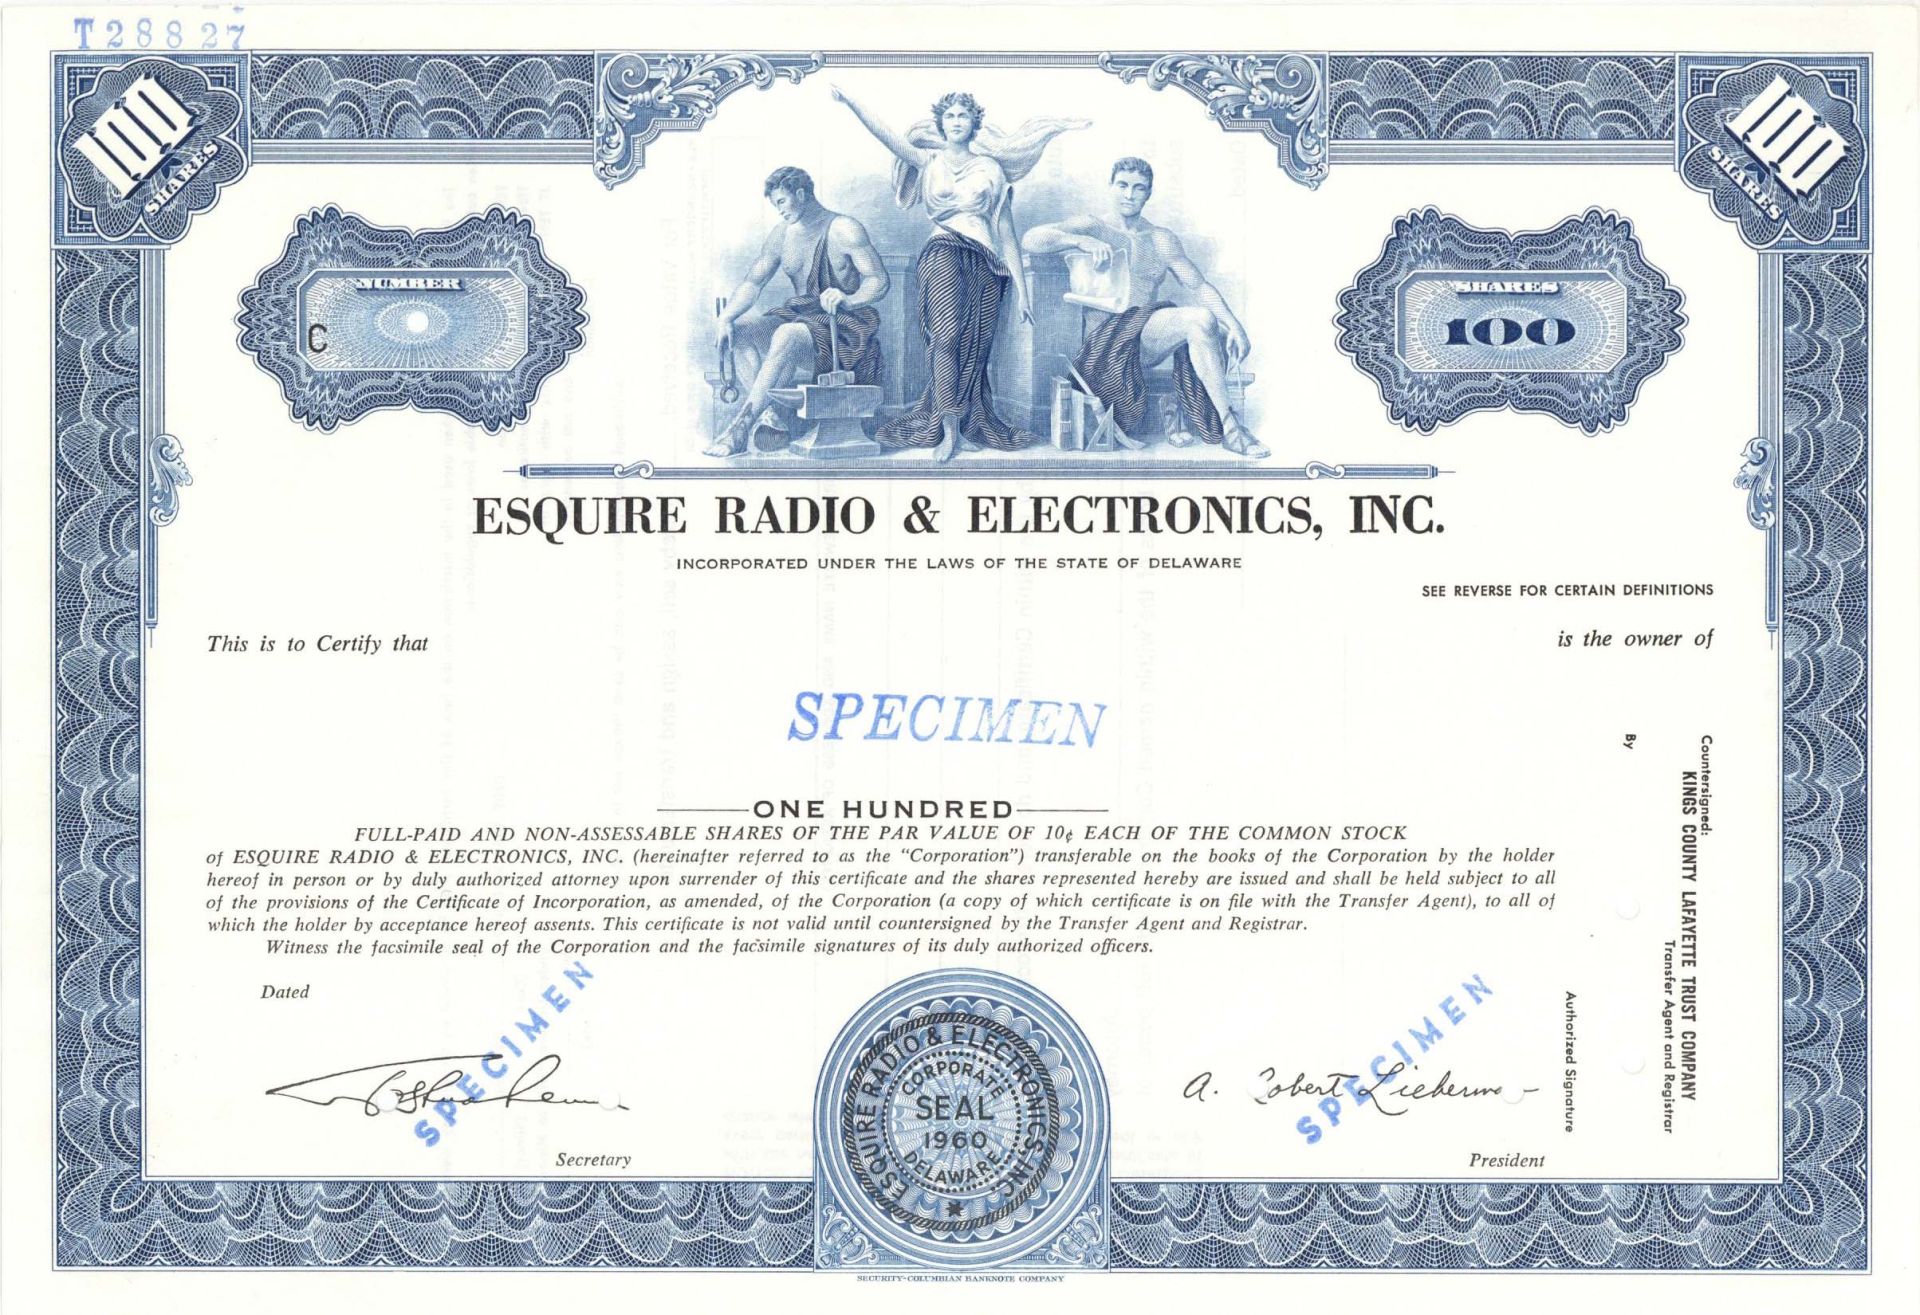 T28827
100
SHARES
100
SHARES
NUMBER
C
SHARES
100
ESQUIRE RADIO & ELECTRONICS, INC.
INCORPORATED UNDER THE LAWS OF THE STATE OF DELAWARE
SEE REVERSE FOR CERTAIN DEFINITIONS
This is to Certify that
is the owner of
SPECIMEN
ONE HUNDRED
FULL-PAID AND NON-ASSESSABLE SHARES OF THE PAR VALUE OF 10¢ EACH OF THE COMMON STOCK
of ESQUIRE RADIO & ELECTRONICS, INC. (hereinafter referred to as the “Corporation”) transferable on the books of the Corporation by the holder
hereof in person or by duly authorized attorney upon surrender of this certificate and the shares represented hereby are issued and shall be held subject to all
of the provisions of the Certificate of Incorporation, as amended, of the Corporation (a copy of which certificate is on file with the Transfer Agent), to all of
which the holder by acceptance hereof assents. This certificate is not valid until countersigned by the Transfer Agent and Registrar.
Witness the facsimile seal of the Corporation and the facsimile signatures of its duly authorized officers.
Dated
SPECIMEN
Secretary
ESQUIRE RADIO & ELECTRONICS INC.
CORPORATE
SEAL
1960
DELAWARE
SPECIMEN
A. Robert Lieberman
President
Countersigned:
KINGS COUNTY LAFAYETTE TRUST COMPANY
Transfer Agent and Registrar
By
Authorized Signature
SECURITY-COLUMBIAN BANKNOTE COMPANY